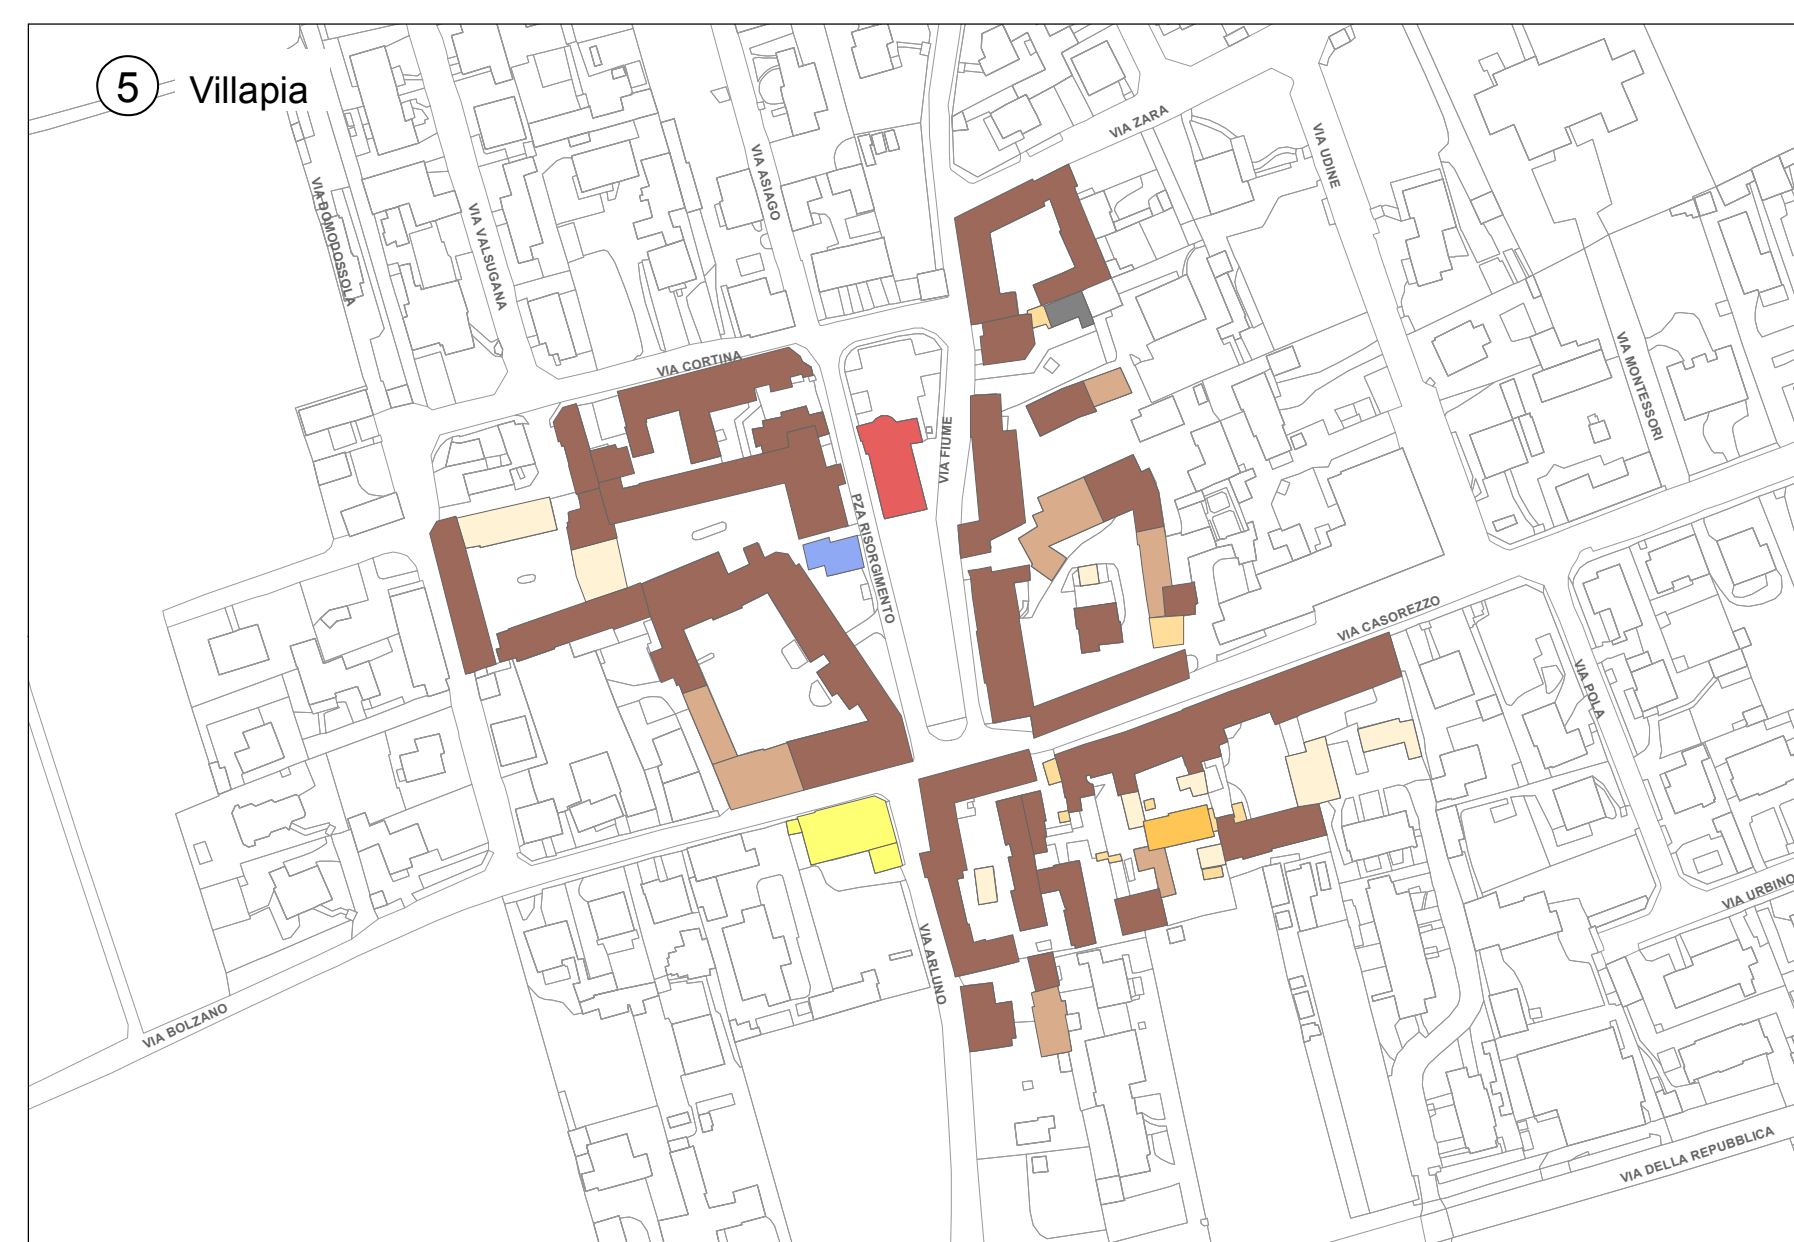 5 Villapia
VIA ZARA
VIA UDINE
VIA ASIAGO
VIA DOMODOSSOLA
VIA VALSUGANA
VIA CORTINA
VIA MONTESSORI
VIA FIUME
PZA RISORGIMENTO
VIA CASOREZZO
VIA POLA
VIA URBINO
VIA ARLUNO
VIA BOLZANO
VIA DELLA REPUBBLICA